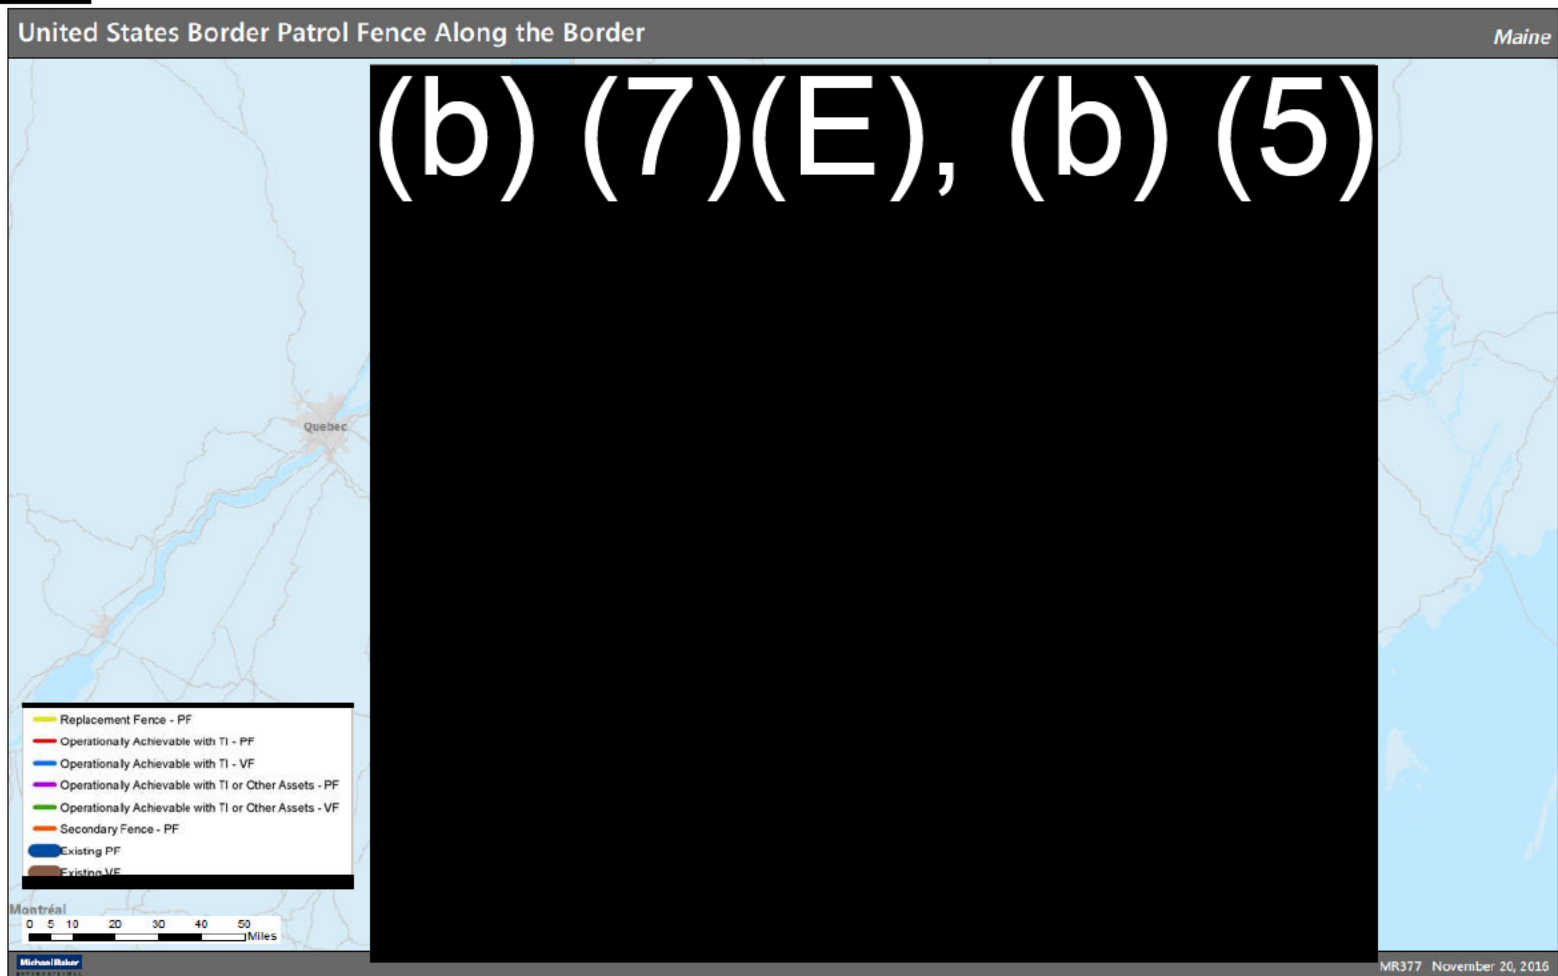 United States Border Patrol Fence Along the Border
Maine
(b) (7)(E), (b) (5)
Quebec
Replacement Fence - PF
Operationally Achievable with TI - PF
Operationally Achievable with TI - VF
Operationally Achievable with TI or Other Assets - PF
Operationally Achievable with TI or Other Assets - VF
Secondary Fence - PF
Existing PF
Existing VF
Montréal
0 5 10 20 30 40 50
Miles
Michael Baker
INTERNATIONAL
MR377 November 20, 2016